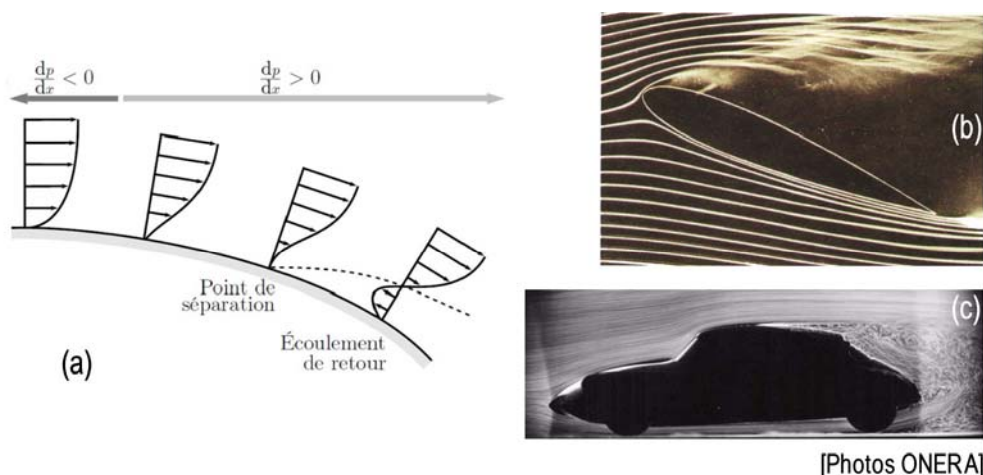 dp/dx < 0
dp/dx > 0
Point de
séparation
Écoulement
de retour
(a)
(b)
(c)
[Photos ONERA]